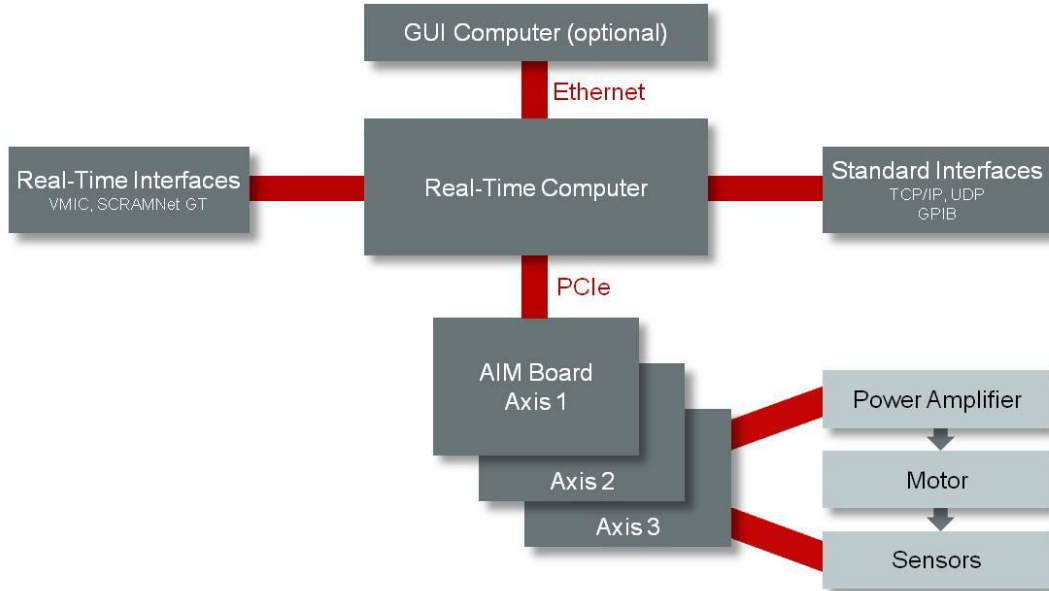 GUI Computer (optional)
Ethernet
Real-Time Interfaces
VMIC, SCRAMNet GT
Real-Time Computer
Standard Interfaces
TCP/IP, UDP
GPIB
PCIe
AIM Board
Axis 1
Axis 2
Axis 3
Power Amplifier
Motor
Sensors